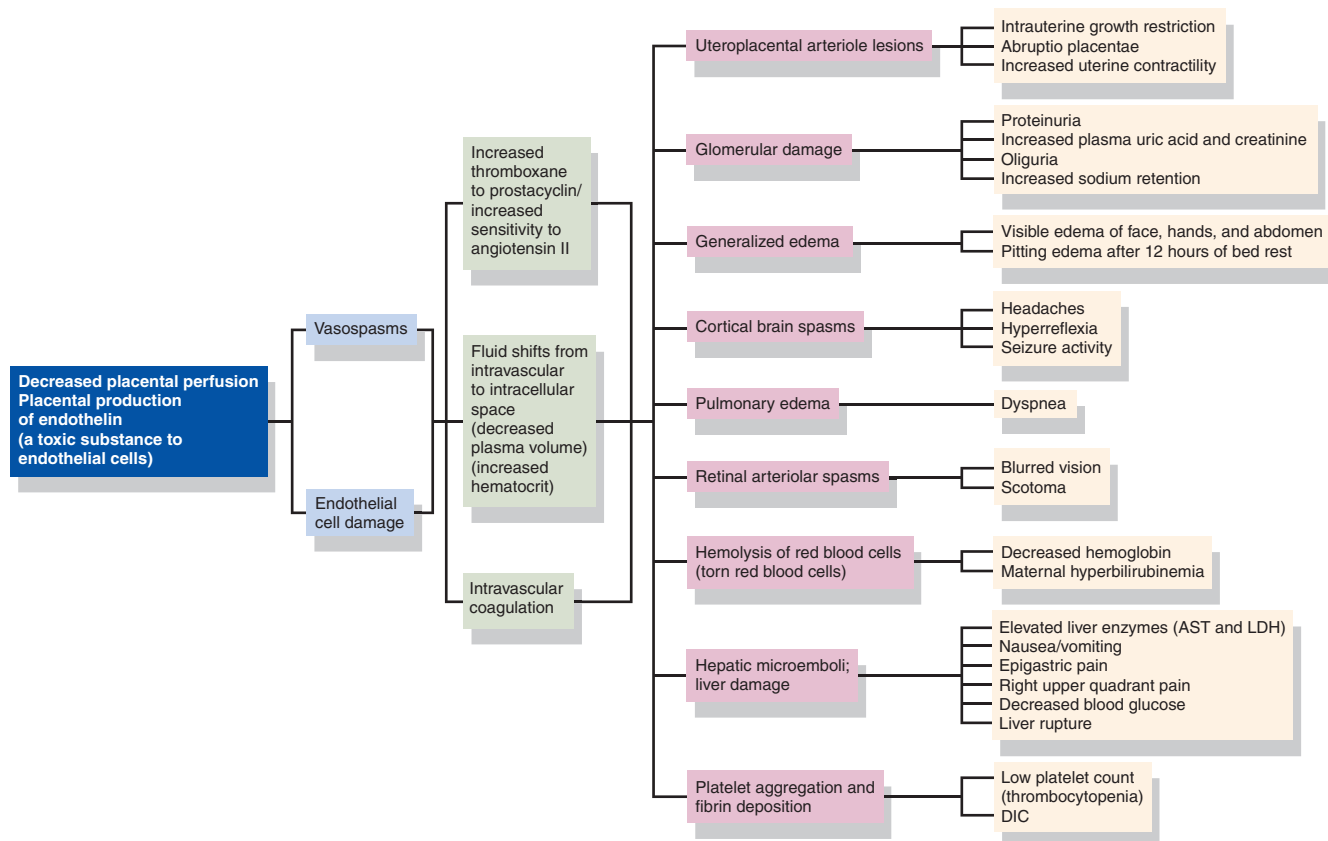 Decreased placental perfusion
Placental production
of endothelin
(a toxic substance to
endothelial cells)
Vasospasms
Endothelial
cell damage
Increased
thromboxane
to prostacyclin/
increased
sensitivity to
angiotensin II
Fluid shifts from
intravascular
to intracellular
space
(decreased
plasma volume)
(increased
hematocrit)
Intravascular
coagulation
Uteroplacental arteriole lesions
Intrauterine growth restriction
Abruptio placentae
Increased uterine contractility
Glomerular damage
Proteinuria
Increased plasma uric acid and creatinine
Oliguria
Increased sodium retention
Generalized edema
Visible edema of face, hands, and abdomen
Pitting edema after 12 hours of bed rest
Cortical brain spasms
Headaches
Hyperreflexia
Seizure activity
Pulmonary edema
Dyspnea
Retinal arteriolar spasms
Blurred vision
Scotoma
Hemolysis of red blood cells
(torn red blood cells)
Decreased hemoglobin
Maternal hyperbilirubinemia
Hepatic microemboli;
liver damage
Elevated liver enzymes (AST and LDH)
Nausea/vomiting
Epigastric pain
Right upper quadrant pain
Decreased blood glucose
Liver rupture
Platelet aggregation and
fibrin deposition
Low platelet count
(thrombocytopenia)
DIC